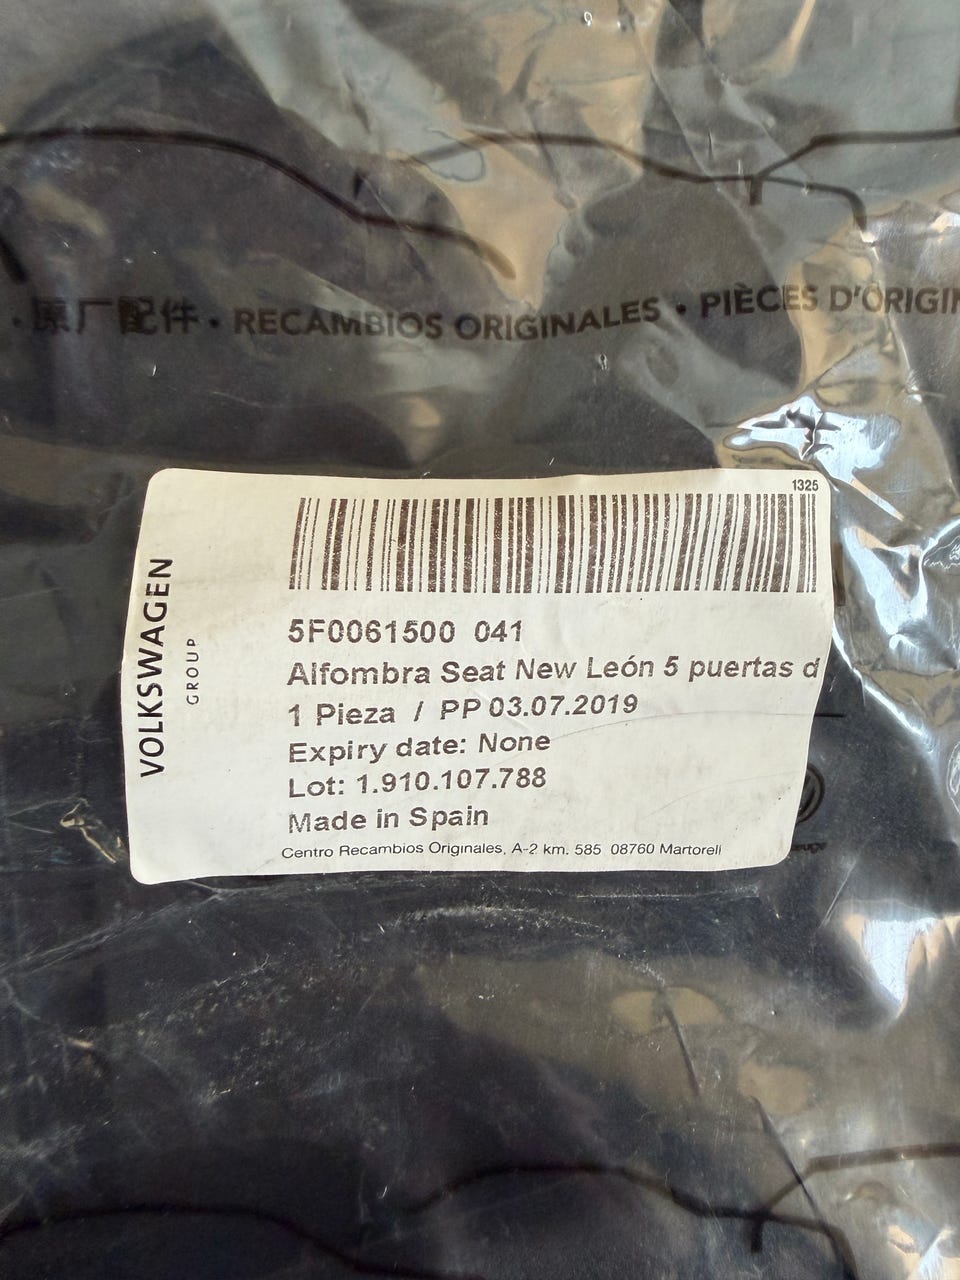 · 原厂配件 · RECAMBIOS ORIGINALES · PIÈCES D'ORIGIN
1325
VOLKSWAGEN
GROUP
5F0061500 041
Alfombra Seat New León 5 puertas d
1 Pieza / PP 03.07.2019
Expiry date: None
Lot: 1.910.107.788
Made in Spain
Centro Recambios Originales, A-2 km. 585 08760 Martorell